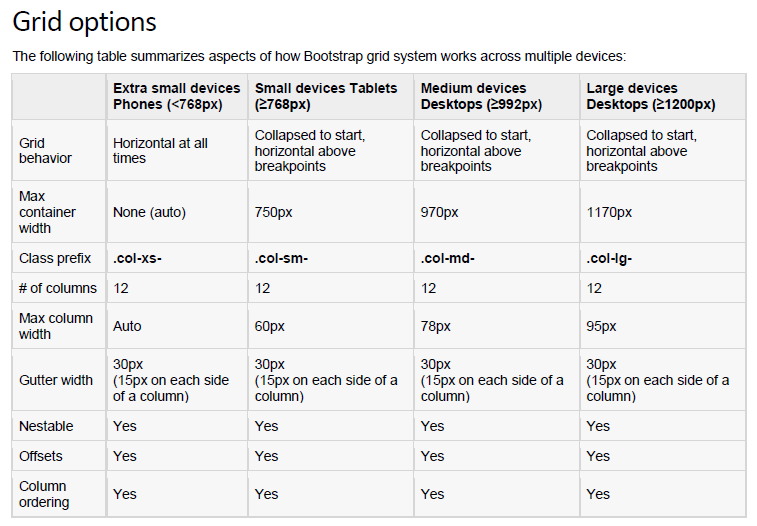 Grid options
The following table summarizes aspects of how Bootstrap grid system works across multiple devices:
Extra small devices Small devices Tablets Medium devices Large devices
Phones (<768px) (≥768px) Desktops (≥992px) Desktops (≥1200px)
Grid behavior
Horizontal at all times
Collapsed to start, horizontal above breakpoints
Collapsed to start, horizontal above breakpoints
Collapsed to start, horizontal above breakpoints
Max container width
None (auto) 750px 970px 1170px
Class prefix .col-xs- .col-sm- .col-md- .col-lg-
# of columns 12 12 12 12
Max column width
Auto 60px 78px 95px
Gutter width
30px (15px on each side of a column)
30px (15px on each side of a column)
30px (15px on each side of a column)
30px (15px on each side of a column)
Nestable Yes Yes Yes Yes
Offsets Yes Yes Yes Yes
Column ordering
Yes Yes Yes Yes